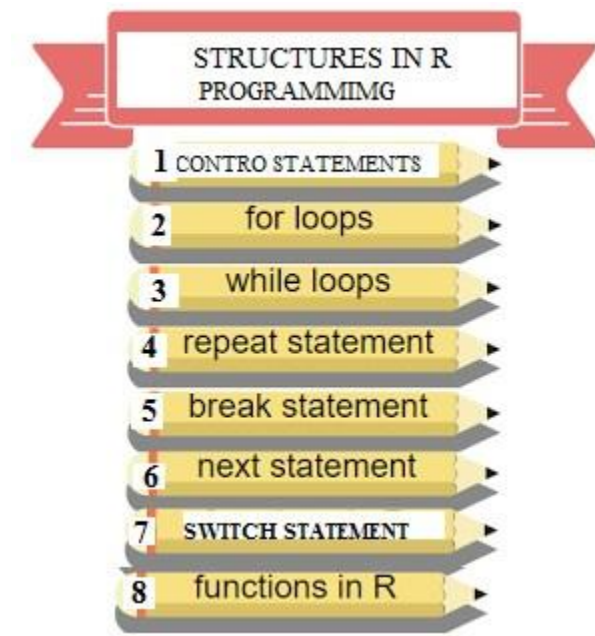 STRUCTURES IN R
PROGRAMMIMG
1 CONTRO STATEMENTS
2 for loops
3 while loops
4 repeat statement
5 break statement
6 next statement
7 SWITCH STATEMENT
8 functions in R